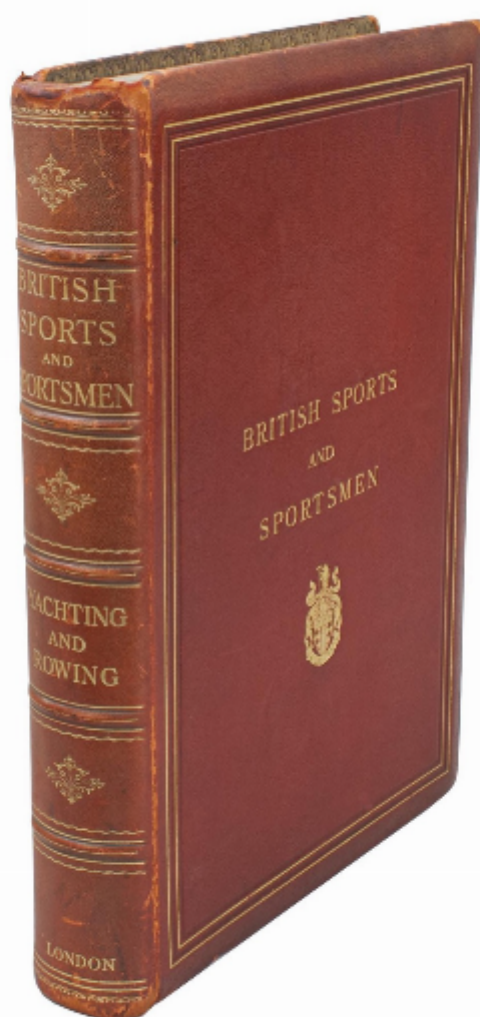 BRITISH
SPORTS
AND
SPORTSMEN
YACHTING
AND
ROWING
LONDON
BRITISH SPORTS
AND
SPORTSMEN